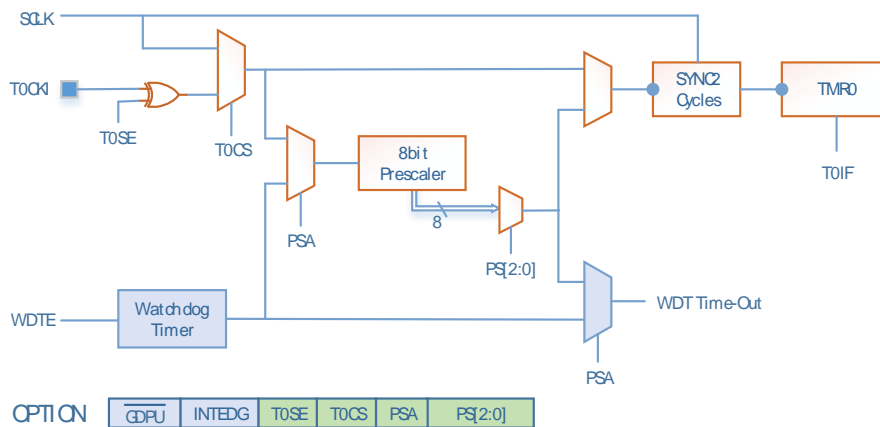 SCLK
T0CKI
T0SE
T0CS
SYNC2
Cycles
TMR0
T0IF
8bit
Prescaler
8
PSA
PS[2:0]
WDTE
Watchdog
Timer
WDT Time-Out
PSA
OPTION GDPU INTEDG T0SE T0CS PSA PS[2:0]